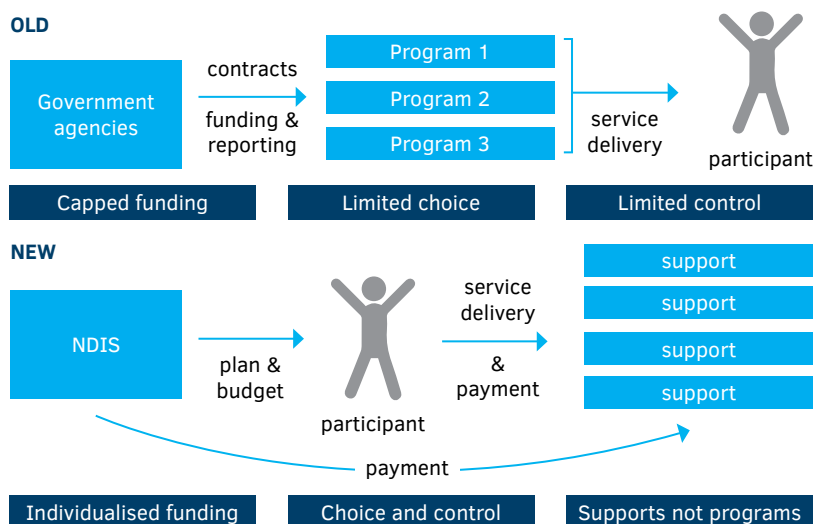 OLD
Government
agencies
contracts
funding &
reporting
Program 1
Program 2
Program 3
service
delivery
participant
Capped funding
Limited choice
Limited control
NEW
NDIS
plan &
budget
participant
service
delivery
&
payment
support
support
support
support
payment
Individualised funding
Choice and control
Supports not programs